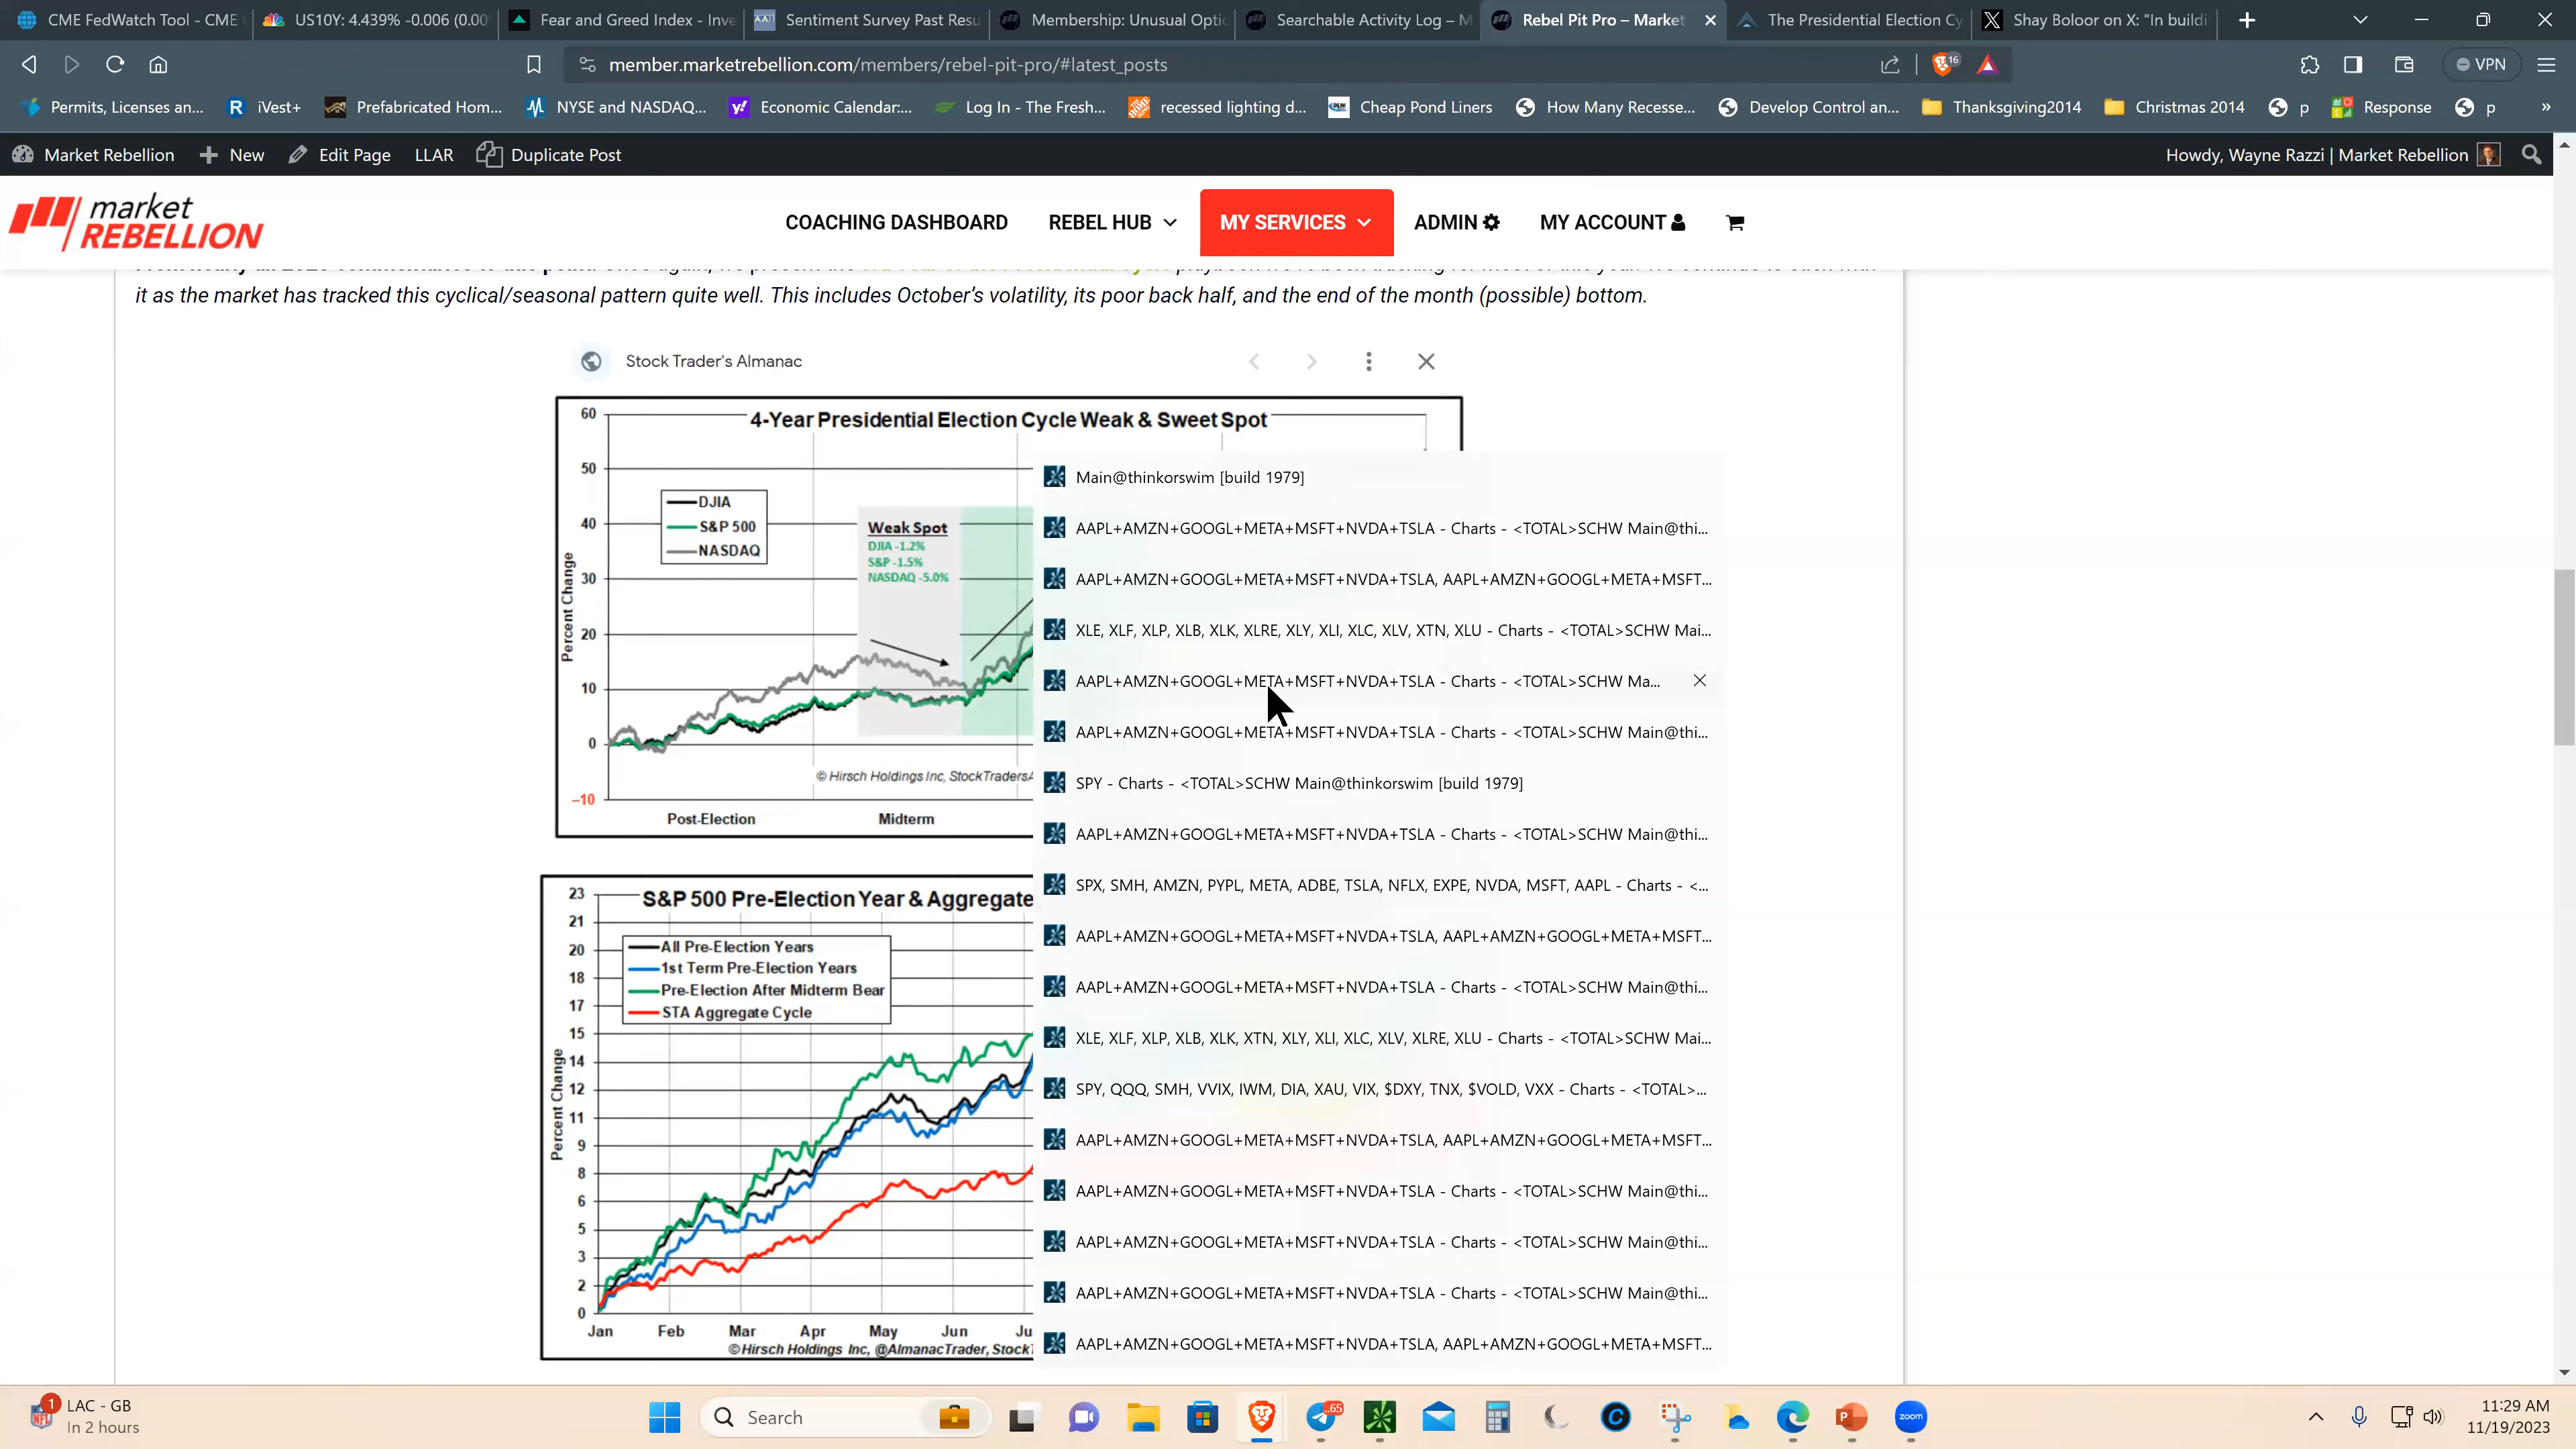 CME FedWatch Tool - CME
US10Y: 4.439% -0.006 (0.00
Fear and Greed Index - Inve
Sentiment Survey Past Resu
Membership: Unusual Optio
Searchable Activity Log – M
Rebel Pit Pro – Market
The Presidential Election Cy
Shay Boloor on X: "In buildi
member.marketrebellion.com/members/rebel-pit-pro/#latest_posts
16
VPN
Permits, Licenses an...
iVest+
Prefabricated Hom...
NYSE and NASDAQ...
Economic Calendar:...
Log In - The Fresh...
recessed lighting d...
Cheap Pond Liners
How Many Recesse...
Develop Control an...
Thanksgiving2014
Christmas 2014
p
Response
p
»
Market Rebellion
New
Edit Page
LLAR
Duplicate Post
Howdy, Wayne Razzi | Market Rebellion
market
REBELLION
COACHING DASHBOARD
REBEL HUB
MY SERVICES
ADMIN
MY ACCOUNT
it as the market has tracked this cyclical/seasonal pattern quite well. This includes October's volatility, its poor back half, and the end of the month (possible) bottom.
Stock Trader's Almanac
4-Year Presidential Election Cycle Weak & Sweet Spot
60
50
40
30
20
10
0
-10
Percent Change
DJIA
S&P 500
NASDAQ
Weak Spot
DJIA -1.2%
S&P -1.5%
NASDAQ -5.0%
© Hirsch Holdings Inc, StockTradersA
Post-Election
Midterm
S&P 500 Pre-Election Year & Aggregate
23
21
20
18
17
15
14
12
11
9
8
6
5
3
2
0
Percent Change
All Pre-Election Years
1st Term Pre-Election Years
Pre-Election After Midterm Bear
STA Aggregate Cycle
Jan
Feb
Mar
Apr
May
Jun
Ju
©Hirsch Holdings Inc, @AlmanacTrader, Stock
Main@thinkorswim [build 1979]
AAPL+AMZN+GOOGL+META+MSFT+NVDA+TSLA - Charts - <TOTAL>SCHW Main@thi...
AAPL+AMZN+GOOGL+META+MSFT+NVDA+TSLA, AAPL+AMZN+GOOGL+META+MSFT...
XLE, XLF, XLP, XLB, XLK, XLRE, XLY, XLI, XLC, XLV, XTN, XLU - Charts - <TOTAL>SCHW Mai...
AAPL+AMZN+GOOGL+META+MSFT+NVDA+TSLA - Charts - <TOTAL>SCHW Ma...
AAPL+AMZN+GOOGL+META+MSFT+NVDA+TSLA - Charts - <TOTAL>SCHW Main@thi...
SPY - Charts - <TOTAL>SCHW Main@thinkorswim [build 1979]
AAPL+AMZN+GOOGL+META+MSFT+NVDA+TSLA - Charts - <TOTAL>SCHW Main@thi...
SPX, SMH, AMZN, PYPL, META, ADBE, TSLA, NFLX, EXPE, NVDA, MSFT, AAPL - Charts - <...
AAPL+AMZN+GOOGL+META+MSFT+NVDA+TSLA, AAPL+AMZN+GOOGL+META+MSFT...
AAPL+AMZN+GOOGL+META+MSFT+NVDA+TSLA - Charts - <TOTAL>SCHW Main@thi...
XLE, XLF, XLP, XLB, XLK, XTN, XLY, XLI, XLC, XLV, XLRE, XLU - Charts - <TOTAL>SCHW Mai...
SPY, QQQ, SMH, VVIX, IWM, DIA, XAU, VIX, $DXY, TNX, $VOLD, VXX - Charts - <TOTAL>...
AAPL+AMZN+GOOGL+META+MSFT+NVDA+TSLA, AAPL+AMZN+GOOGL+META+MSFT...
AAPL+AMZN+GOOGL+META+MSFT+NVDA+TSLA - Charts - <TOTAL>SCHW Main@thi...
AAPL+AMZN+GOOGL+META+MSFT+NVDA+TSLA - Charts - <TOTAL>SCHW Main@thi...
AAPL+AMZN+GOOGL+META+MSFT+NVDA+TSLA - Charts - <TOTAL>SCHW Main@thi...
AAPL+AMZN+GOOGL+META+MSFT+NVDA+TSLA, AAPL+AMZN+GOOGL+META+MSFT...
1
LAC - GB
In 2 hours
Search
65
zoom
11:29 AM
11/19/2023